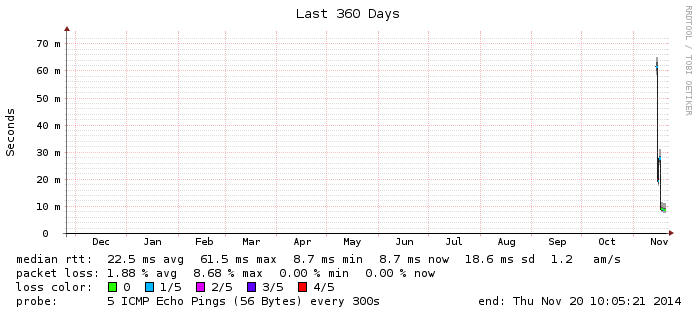 Last 360 Days
RRDTOOL / TOBI OETIKER
Seconds
70 m
60 m
50 m
40 m
30 m
20 m
10 m
0
Dec Jan Feb Mar Apr May Jun Jul Aug Sep Oct Nov
median rtt: 22.5 ms avg 61.5 ms max 8.7 ms min 8.7 ms now 18.6 ms sd 1.2 am/s
packet loss: 1.88 % avg 8.68 % max 0.00 % min 0.00 % now
loss color: 0 1/5 2/5 3/5 4/5
probe: 5 ICMP Echo Pings (56 Bytes) every 300s end: Thu Nov 20 10:05:21 2014